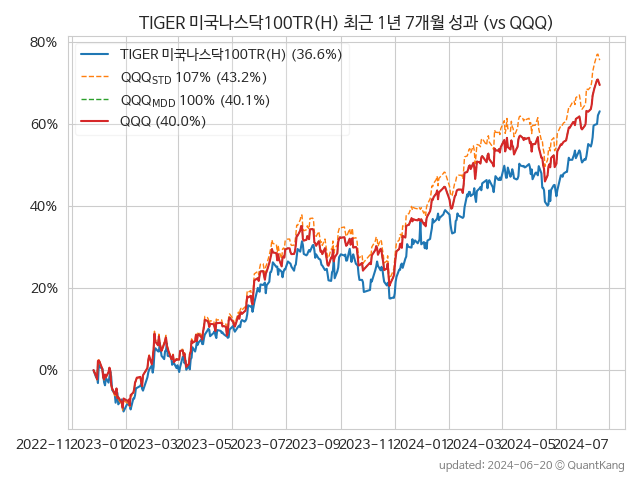 TIGER 미국나스닥100TR(H) 최근 1년 7개월 성과 (vs QQQ)
80%
60%
40%
20%
0%
TIGER 미국나스닥100TR(H) (36.6%)
QQQSTD 107% (43.2%)
QQQMDD 100% (40.1%)
QQQ (40.0%)
2022-11 2023-01 2023-03 2023-05 2023-07 2023-09 2023-11 2024-01 2024-03 2024-05 2024-07
updated: 2024-06-20 © QuantKang